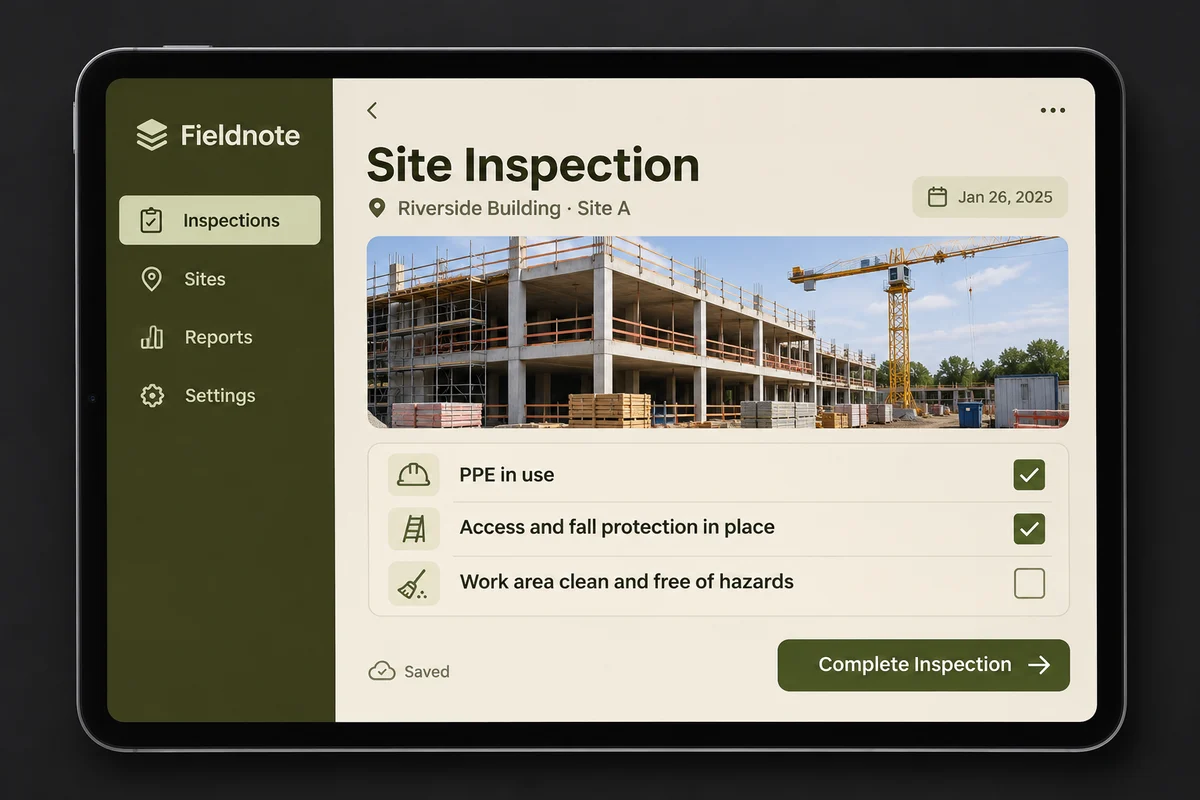 Fieldnote
Inspections
Sites
Reports
Settings
Site Inspection
Riverside Building · Site A
Jan 26, 2025
PPE in use
Access and fall protection in place
Work area clean and free of hazards
Saved
Complete Inspection